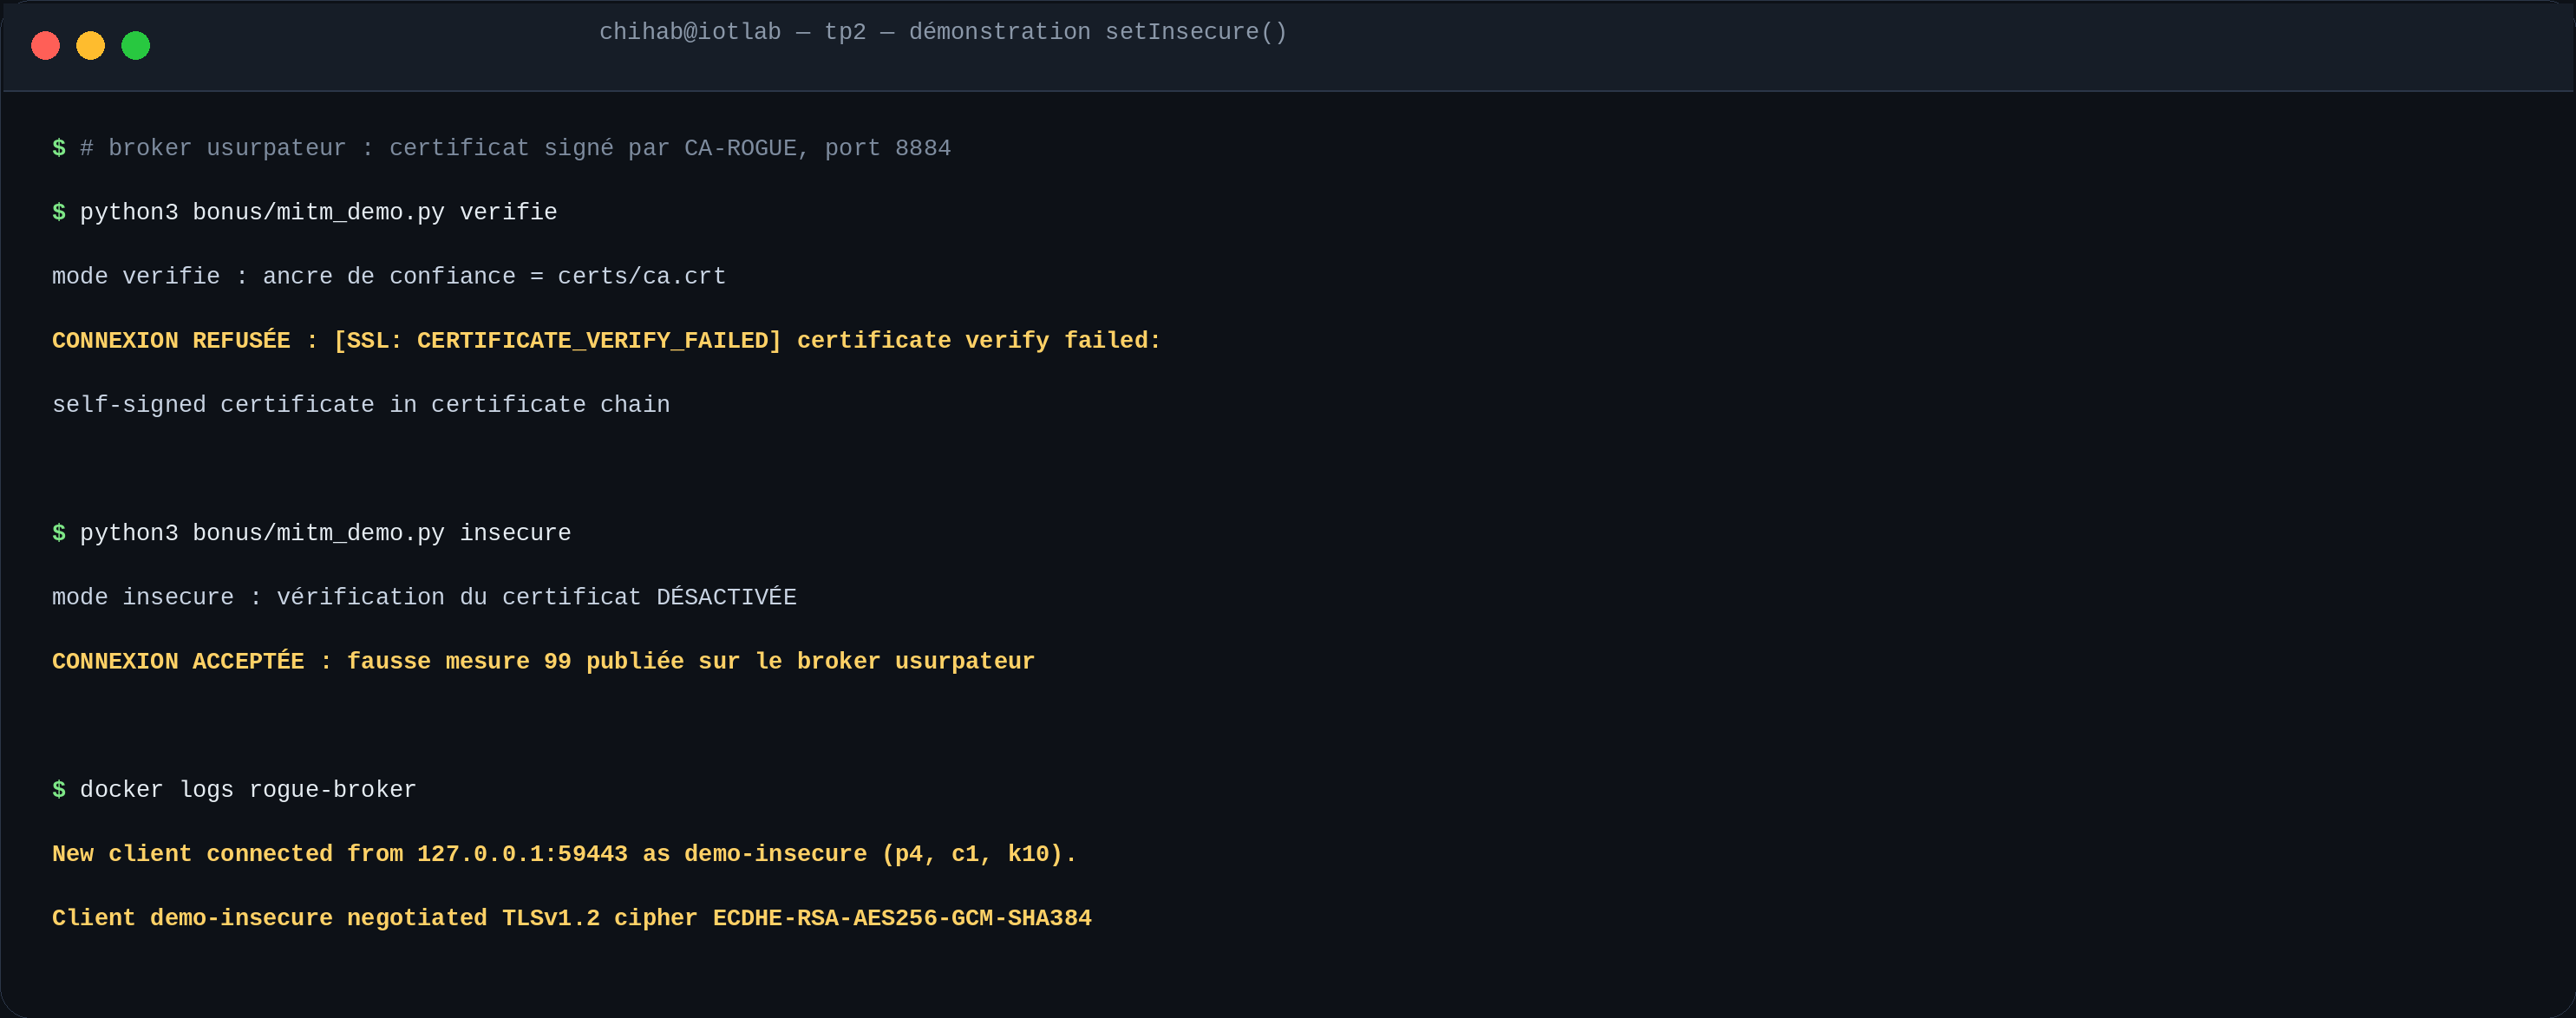 chihab@iotlab — tp2 — démonstration setInsecure()
$ # broker usurpateur : certificat signé par CA-ROGUE, port 8884
$ python3 bonus/mitm_demo.py verifie
mode verifie : ancre de confiance = certs/ca.crt
CONNEXION REFUSÉE : [SSL: CERTIFICATE_VERIFY_FAILED] certificate verify failed:
self-signed certificate in certificate chain
$ python3 bonus/mitm_demo.py insecure
mode insecure : vérification du certificat DÉSACTIVÉE
CONNEXION ACCEPTÉE : fausse mesure 99 publiée sur le broker usurpateur
$ docker logs rogue-broker
New client connected from 127.0.0.1:59443 as demo-insecure (p4, c1, k10).
Client demo-insecure negotiated TLSv1.2 cipher ECDHE-RSA-AES256-GCM-SHA384